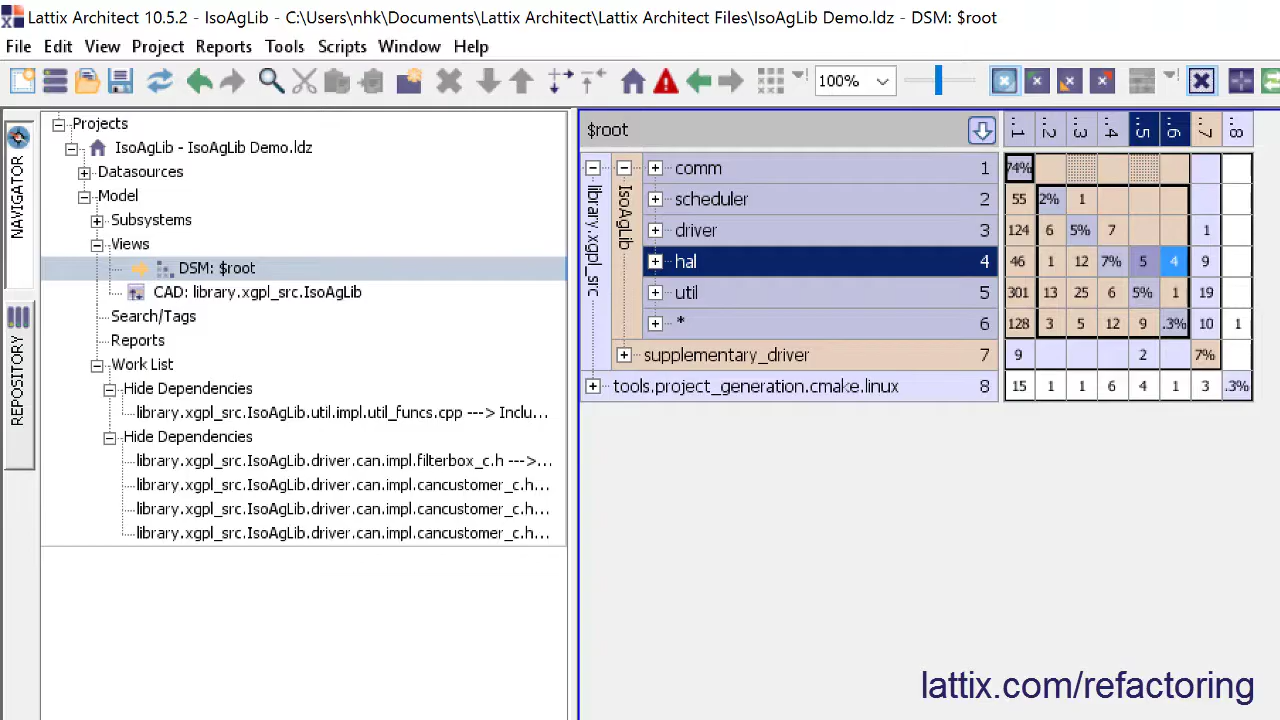 Lattix Architect 10.5.2 - IsoAgLib - C:\Users\nhk\Documents\Lattix Architect\Lattix Architect Files\IsoAgLib Demo.ldz - DSM: $root
File Edit View Project Reports Tools Scripts Window Help
100%
NAVIGATOR
REPOSITORY
Projects
IsoAgLib - IsoAgLib Demo.ldz
Datasources
Model
Subsystems
Views
DSM: $root
CAD: library.xgpl_src.IsoAgLib
Search/Tags
Reports
Work List
Hide Dependencies
library.xgpl_src.IsoAgLib.util.impl.util_funcs.cpp ---> Inclu...
Hide Dependencies
library.xgpl_src.IsoAgLib.driver.can.impl.filterbox_c.h --->...
library.xgpl_src.IsoAgLib.driver.can.impl.cancustomer_c.h...
library.xgpl_src.IsoAgLib.driver.can.impl.cancustomer_c.h...
library.xgpl_src.IsoAgLib.driver.can.impl.cancustomer_c.h...
$root
..1 ..2 ..3 ..4 ..5 ..6 ..7 ..8
library.xgpl_src
IsoAgLib
comm 1 74%
scheduler 2 55 2% 1
driver 3 124 6 5% 7 1
hal 4 46 1 12 7% 5 4 9
util 5 301 13 25 6 5% 1 19
* 6 128 3 5 12 9 .3% 10 1
supplementary_driver 7 9 2 7%
tools.project_generation.cmake.linux 8 15 1 1 6 4 1 3 .3%
lattix.com/refactoring